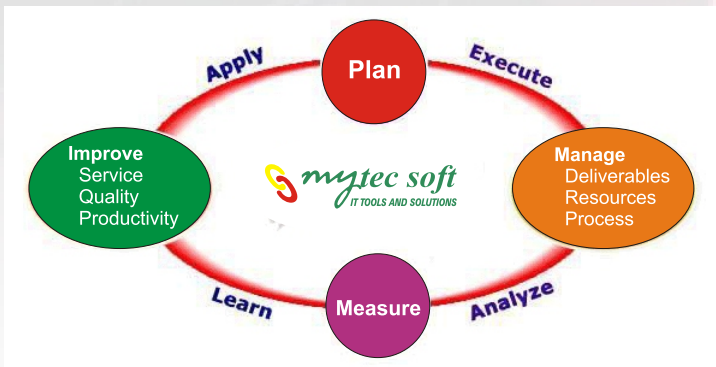 Apply
Plan
Execute
Improve
Service
Quality
Productivity
mytec soft
IT TOOLS AND SOLUTIONS
Manage
Deliverables
Resources
Process
Learn
Measure
Analyze